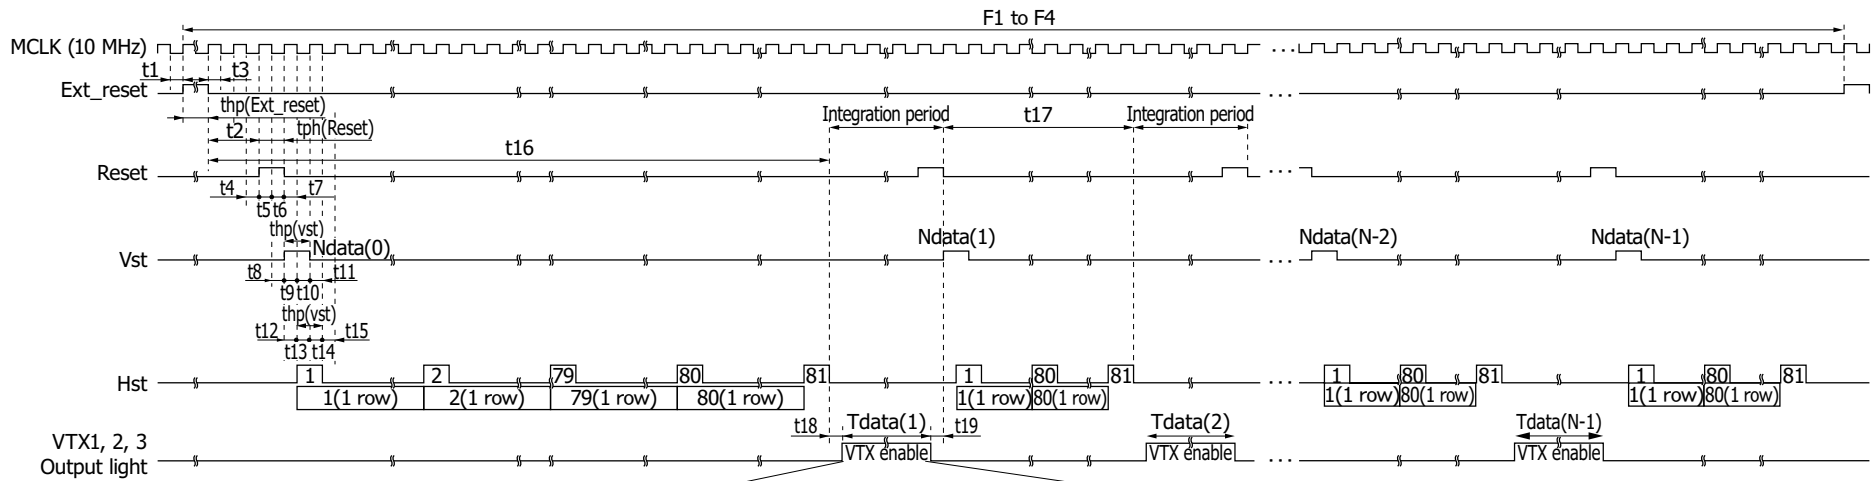 F1 to F4
MCLK (10 MHz)
t1 t3
Ext_reset ...
thp(Ext_reset)
Integration period t17 Integration period
t2 tph(Reset)
t16
Reset ...
t4 t7
t5 t6
thp(vst)
Ndata(0) Ndata(1) Ndata(N-2) Ndata(N-1)
Vst ...
t8 t11
t9 t10
thp(vst)
t12 t15
t13 t14
Hst 1 2 79 80 81 1 80 81 ... 1 80 81 1 80 81
1(1 row) 2(1 row) 79(1 row) 80(1 row) 1(1 row) 80(1 row) 1(1 row) 80(1 row) 1(1 row) 80(1 row)
t18 Tdata(1) t19 Tdata(2) Tdata(N-1)
VTX1, 2, 3
VTX enable VTX enable ... VTX enable
Output light